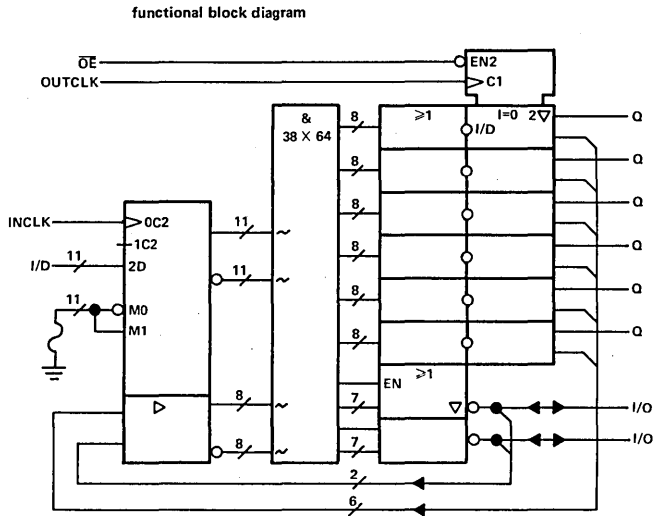 functional block diagram
OE
EN2
OUTCLK
C1
&
38 X 64
8
≥1
I/D
I=0 2▽
Q
8
Q
8
Q
8
Q
8
Q
8
Q
INCLK
0C2
1C2
I/D
11
2D
11
M0
M1
11
~
11
~
▷
8
~
8
~
EN
≥1
7
▽
I/O
7
I/O
2
6